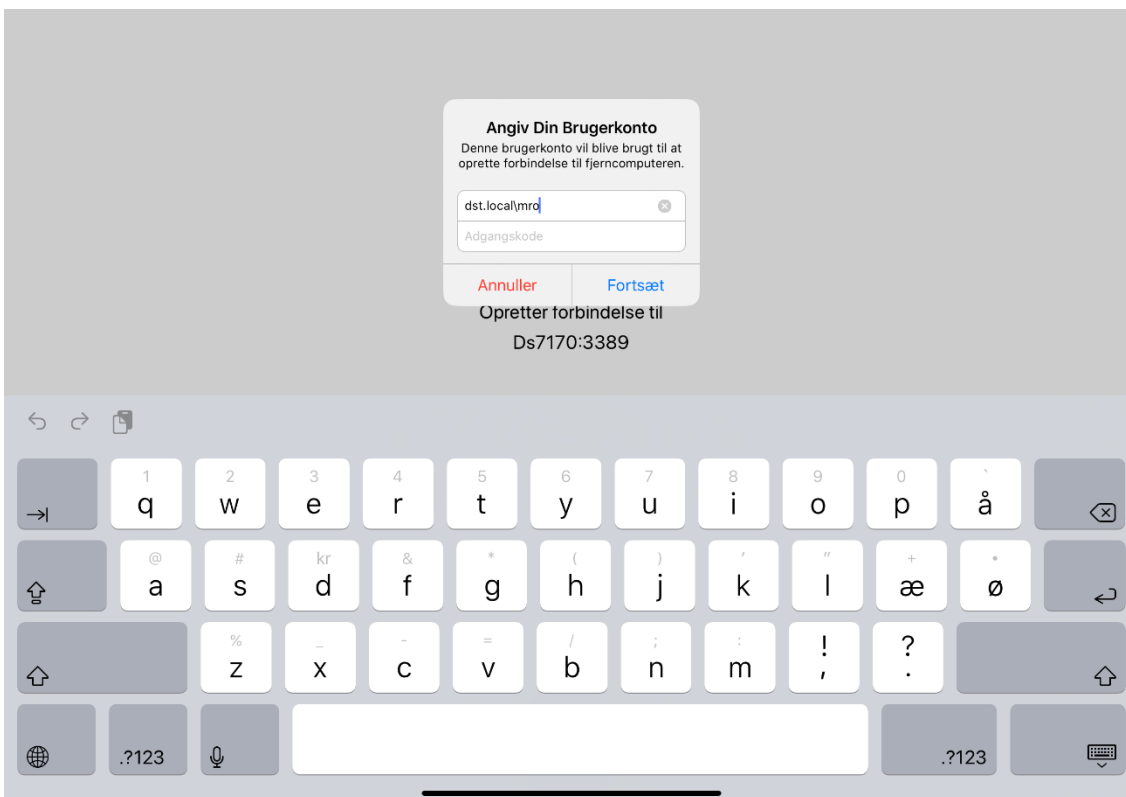 Angiv Din Brugerkonto
Denne brugerkonto vil blive brugt til at
oprette forbindelse til fjerncomputeren.
dst.local\mro
Adgangskode
Annuller Fortsæt
Opretter forbindelse til
Ds7170:3389
1 2 3 4 5 6 7 8 9 0 `
q w e r t y u i o p å
@ # kr & * ( ) ' " + •
a s d f g h j k l æ ø
% _ - = / ; : ! ?
z x c v b n m , .
.?123 .?123